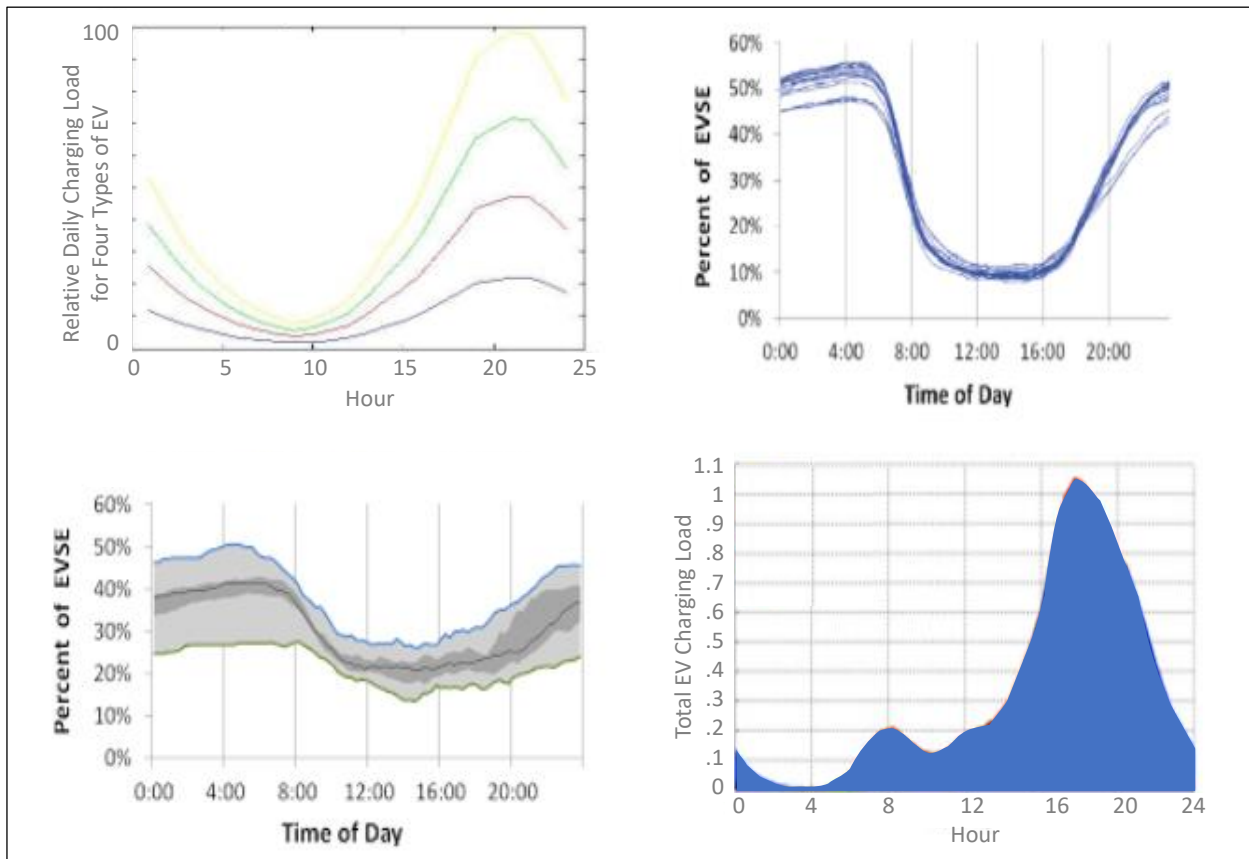 100
Relative Daily Charging Load
for Four Types of EV
0
0 5 10 15 20 25
Hour
60%
50%
40%
30%
20%
10%
0%
Percent of EVSE
0:00 4:00 8:00 12:00 16:00 20:00
Time of Day
60%
50%
40%
30%
20%
10%
0%
Percent of EVSE
0:00 4:00 8:00 12:00 16:00 20:00
Time of Day
1.1
1
.9
.8
.7
.6
.5
.4
.3
.2
.1
0
Total EV Charging Load
0 4 8 12 16 20 24
Hour